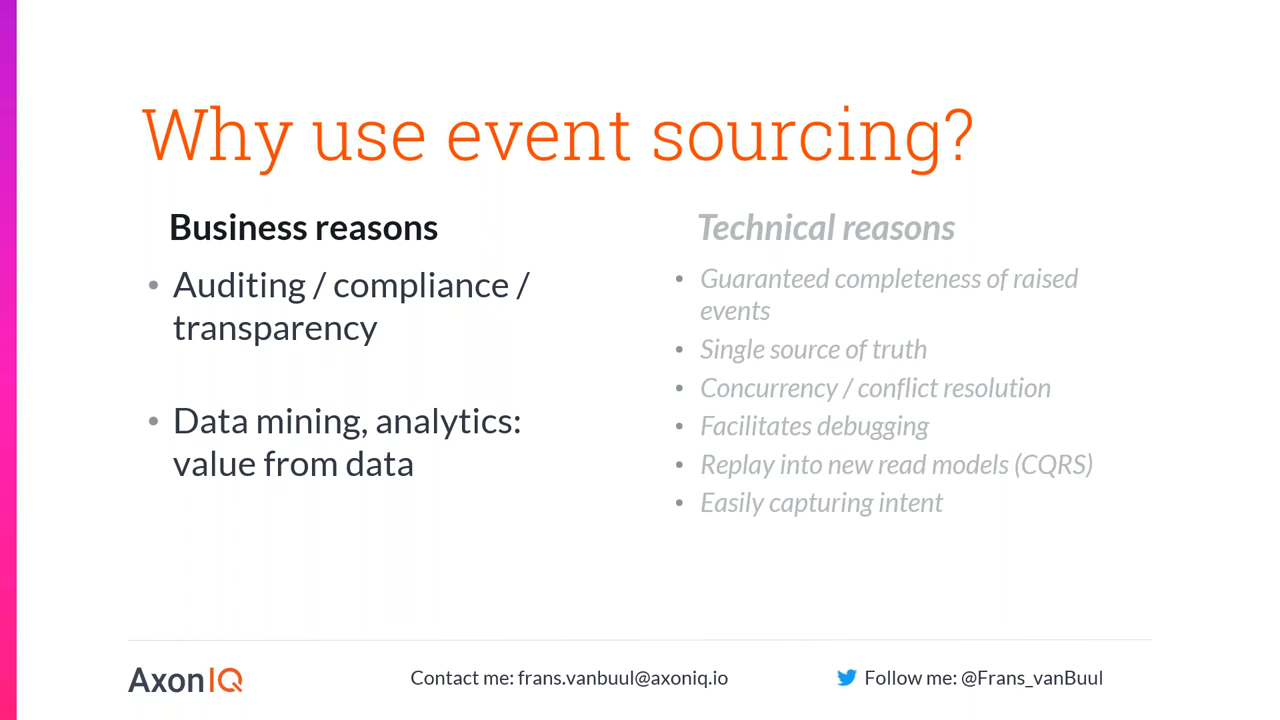 Why use event sourcing?
Business reasons
• Auditing / compliance /
transparency
• Data mining, analytics:
value from data
Technical reasons
• Guaranteed completeness of raised
events
• Single source of truth
• Concurrency / conflict resolution
• Facilitates debugging
• Replay into new read models (CQRS)
• Easily capturing intent
AxonIQ
Contact me: frans.vanbuul@axoniq.io
Follow me: @Frans_vanBuul